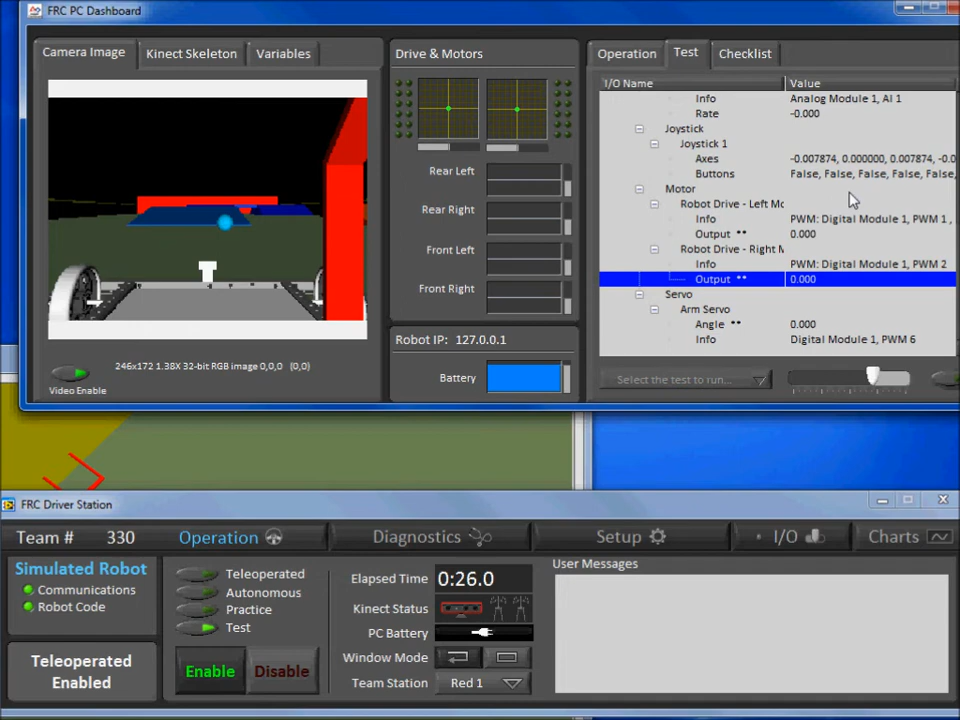 FRC PC Dashboard
Camera Image
Kinect Skeleton
Variables
246x172 1.38X 32-bit RGB image 0,0,0 (0,0)
Video Enable
Drive & Motors
Rear Left
Rear Right
Front Left
Front Right
Robot IP: 127.0.0.1
Battery
Operation
Test
Checklist
I/O Name Value
Info Analog Module 1, AI 1
Rate -0.000
Joystick
Joystick 1
Axes -0.007874, 0.000000, 0.007874, -0.0
Buttons False, False, False, False, False,
Motor
Robot Drive - Left Mo
Info PWM: Digital Module 1, PWM 1 ,
Output ** 0.000
Robot Drive - Right M
Info PWM: Digital Module 1, PWM 2
Output ** 0.000
Servo
Arm Servo
Angle ** 0.000
Info Digital Module 1, PWM 6
Select the test to run...
FRC Driver Station
Team # 330
Operation
Diagnostics
Setup
I/O
Charts
Simulated Robot
Communications
Robot Code
Teleoperated
Enabled
Teleoperated
Autonomous
Practice
Test
Enable
Disable
Elapsed Time 0:26.0
Kinect Status
PC Battery
Window Mode
Team Station Red 1
User Messages